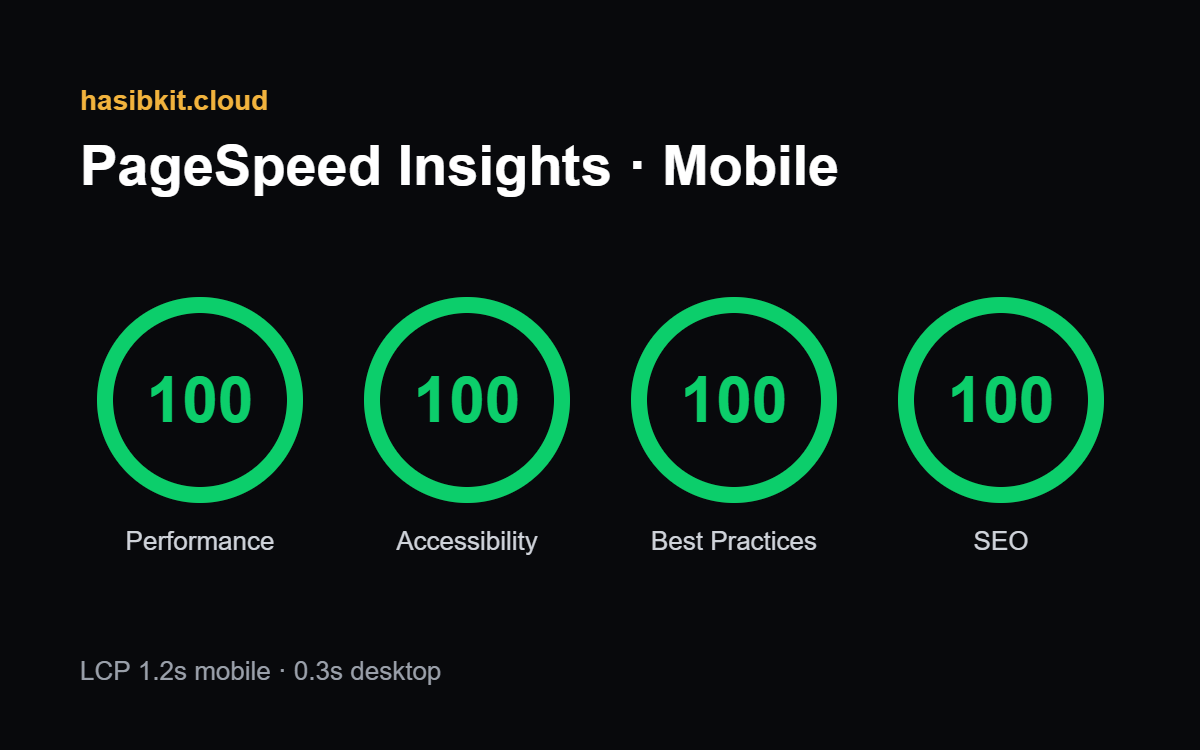 hasibkit.cloud
PageSpeed Insights · Mobile
100 100 100 100
Performance Accessibility Best Practices SEO
LCP 1.2s mobile · 0.3s desktop